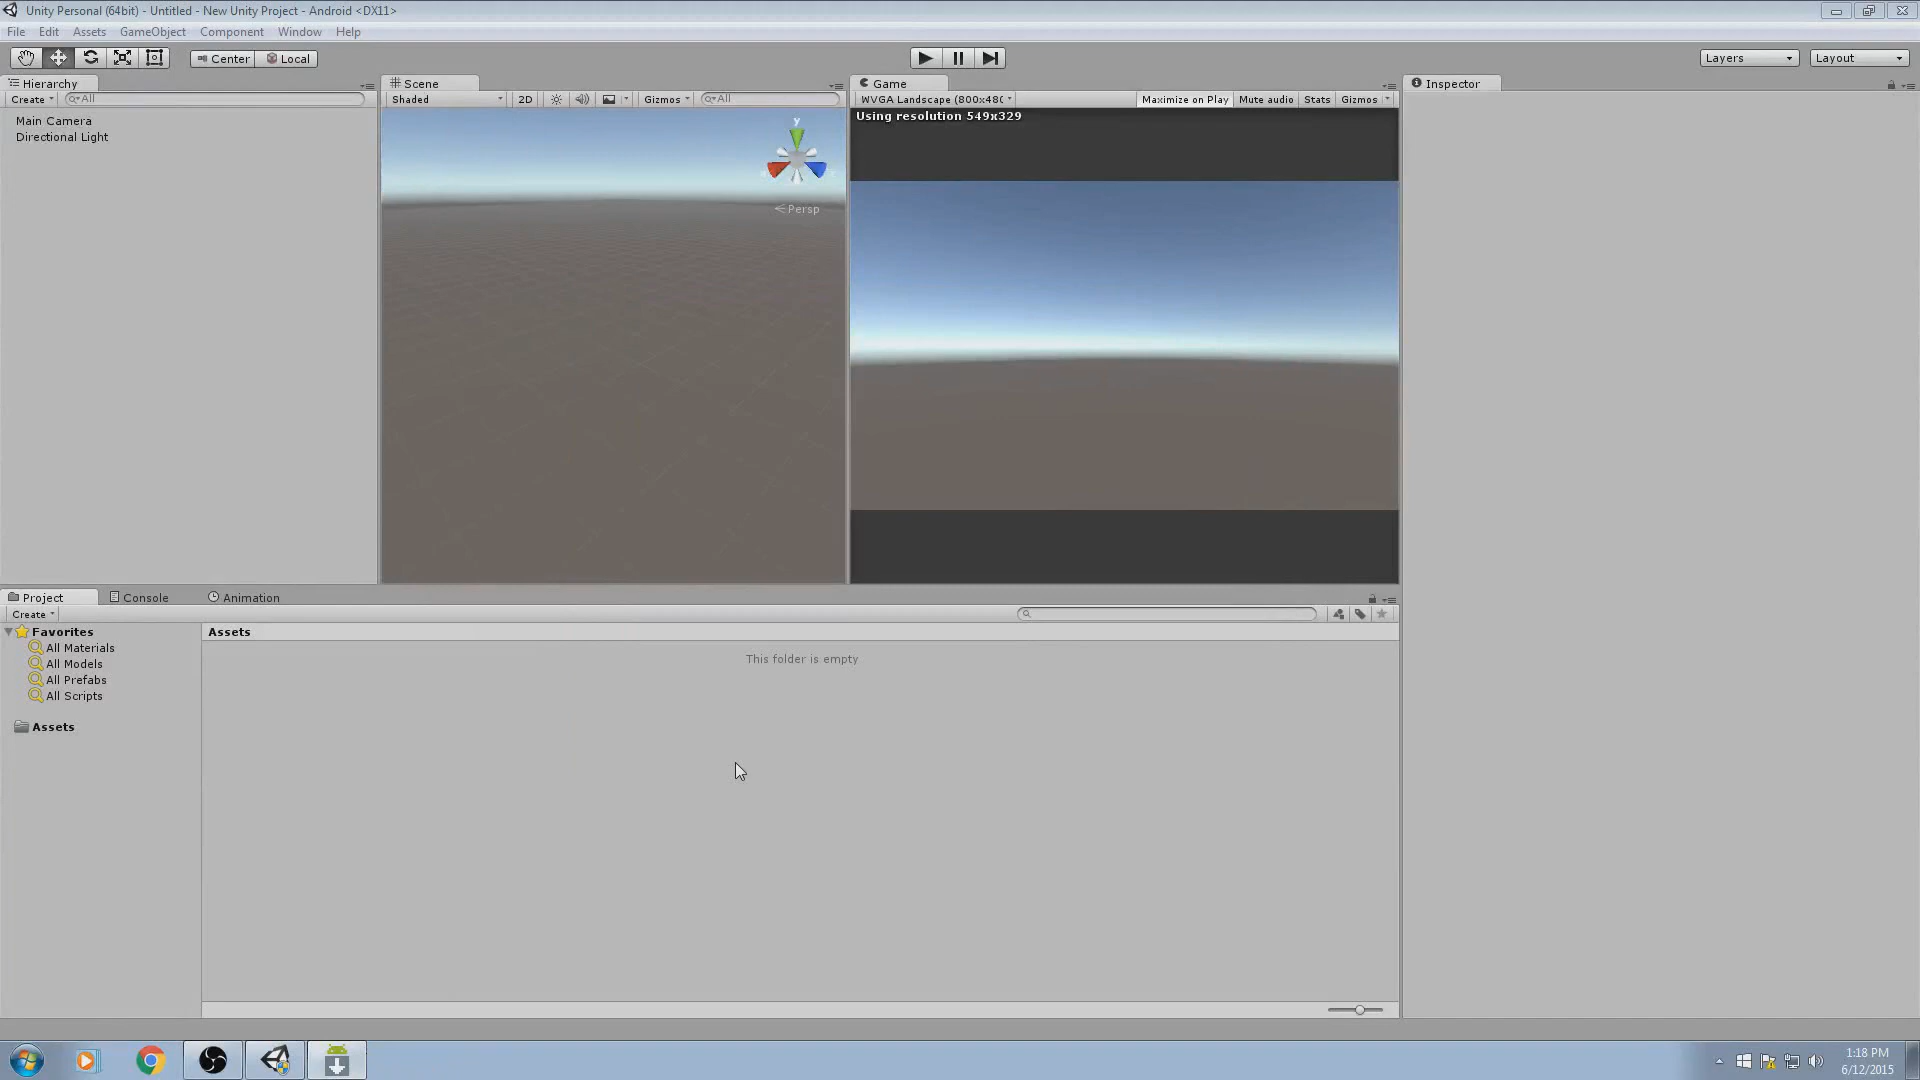 Unity Personal (64bit) - Untitled - New Unity Project - Android <DX11>
File Edit Assets GameObject Component Window Help
Center Local
Layers Layout
Hierarchy
Create All
Main Camera
Directional Light
Scene
Shaded 2D Gizmos All
y
Persp
Game
WVGA Landscape (800x480 Maximize on Play Mute audio Stats Gizmos
Using resolution 549x329
Inspector
Project Console Animation
Create
Favorites
All Materials
All Models
All Prefabs
All Scripts
Assets
Assets
This folder is empty
1:18 PM
6/12/2015